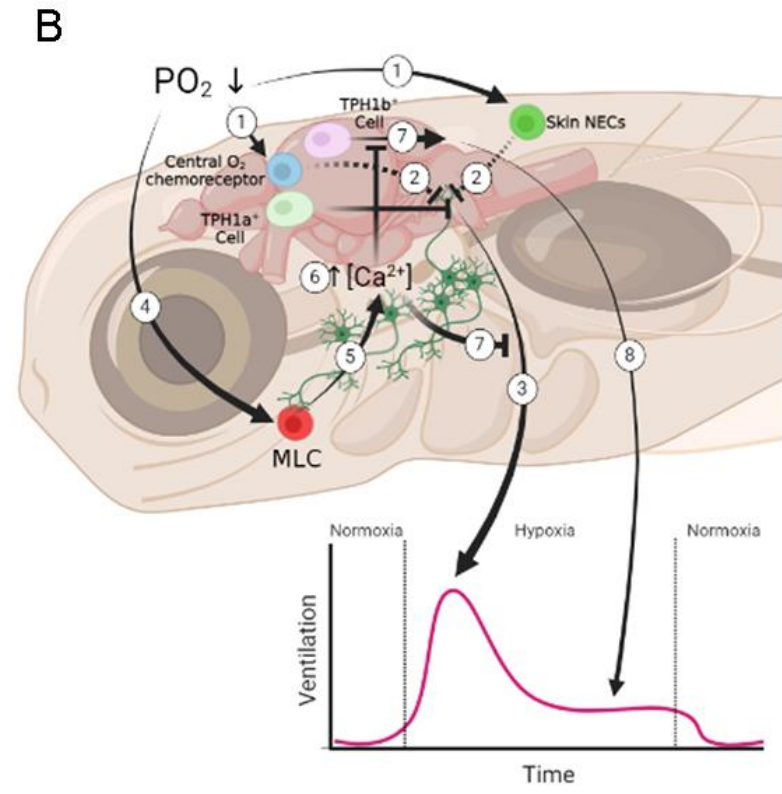 B
PO₂ ↓
1
1
TPH1b⁺
Cell
7
Skin NECs
Central O₂
chemoreceptor
2
2
TPH1a⁺
Cell
6 ↑ [Ca²⁺]
4
5
7
8
3
MLC
Normoxia
Hypoxia
Normoxia
Ventilation
Time